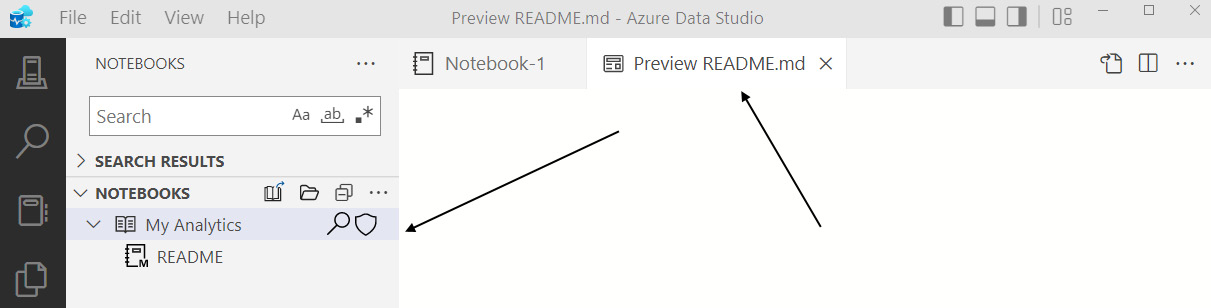 File Edit View Help Preview README.md - Azure Data Studio
NOTEBOOKS
Notebook-1 Preview README.md
Search Aa ab
SEARCH RESULTS
NOTEBOOKS
My Analytics
M README